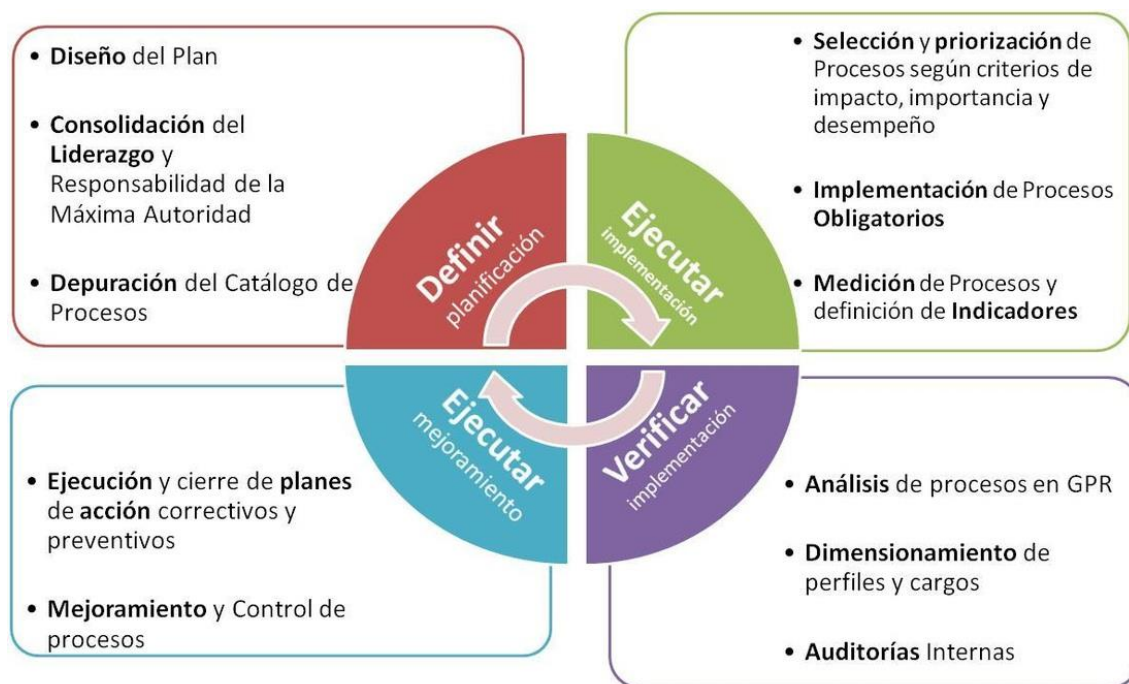 • Diseño del Plan
• Consolidación del
Liderazgo y
Responsabilidad de la
Máxima Autoridad
• Depuración del Catálogo de
Procesos
Definir
planificación
• Selección y priorización de
Procesos según criterios de
impacto, importancia y
desempeño
• Implementación de Procesos
Obligatorios
• Medición de Procesos y
definición de Indicadores
Ejecutar
implementación
• Ejecución y cierre de planes
de acción correctivos y
preventivos
• Mejoramiento y Control de
procesos
Ejecutar
mejoramiento
Verificar
implementación
• Análisis de procesos en GPR
• Dimensionamiento de
perfiles y cargos
• Auditorías Internas